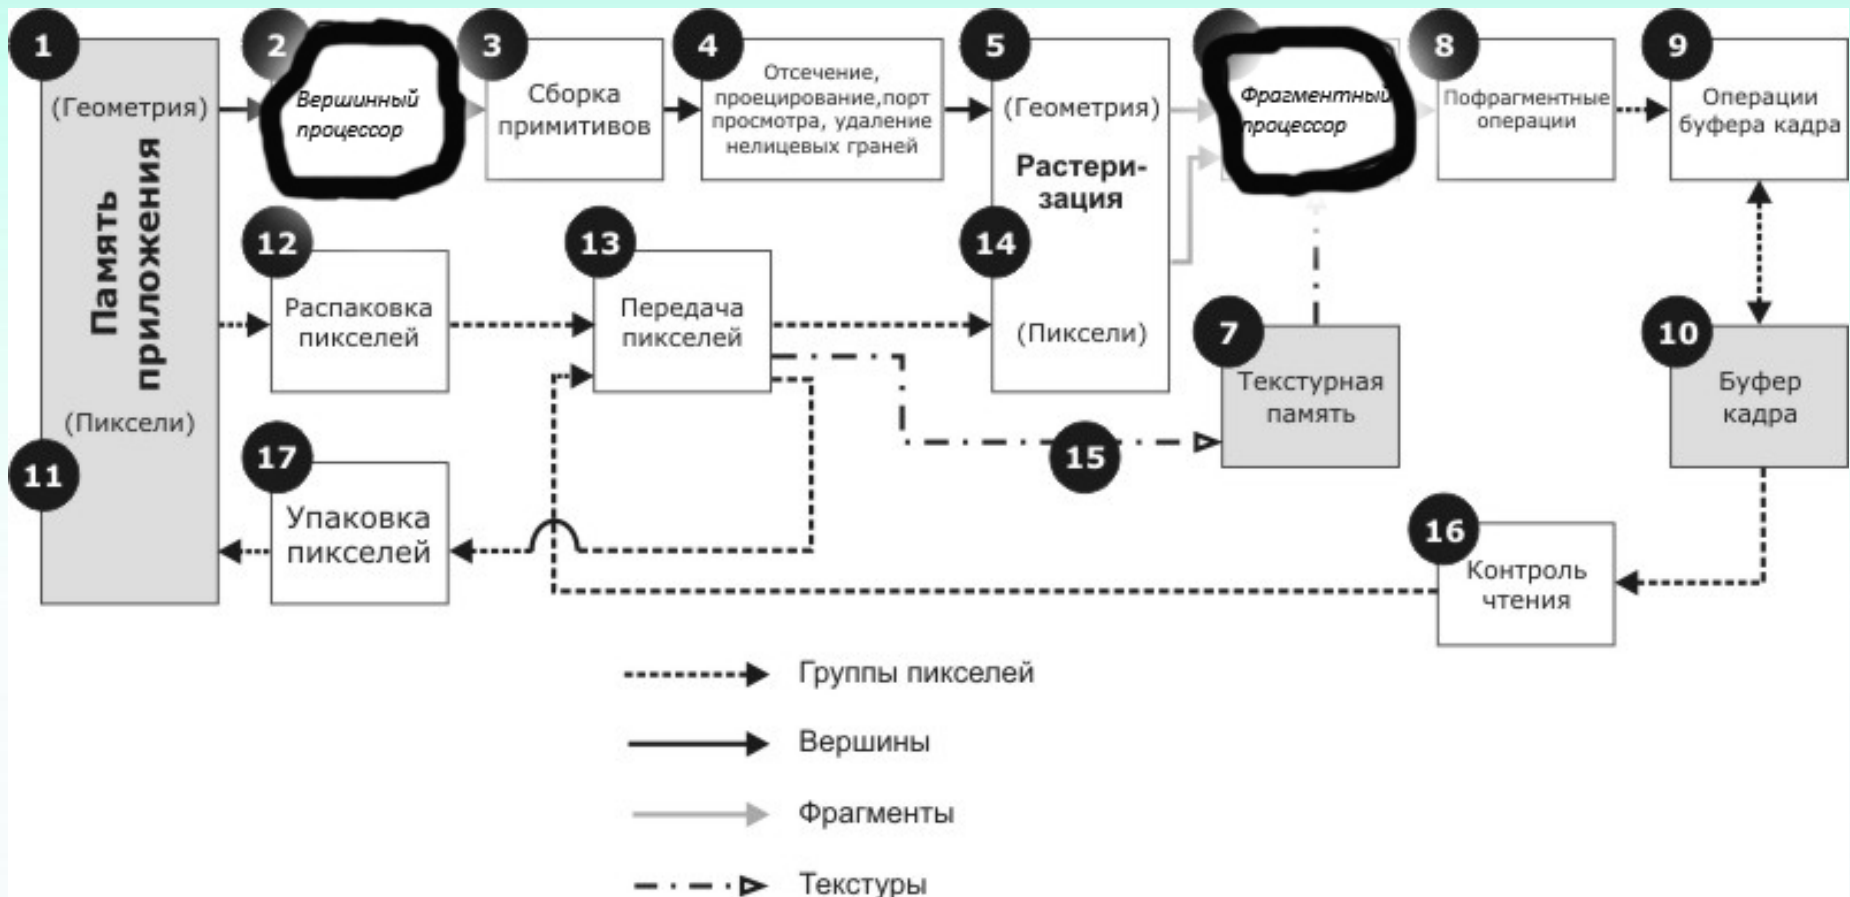 1
2
3
4
5
8
9
(Геометрия)
Память
приложения
(Пиксели)
11
Вершинный
процессор
Сборка
примитивов
Отсечение,
проецирование,порт
просмотра, удаление
нелицевых граней
(Геометрия)
Растери-
зация
14
(Пиксели)
Фрагментный
процессор
Пофрагментные
операции
Операции
буфера кадра
12
Распаковка
пикселей
13
Передача
пикселей
7
Текстурная
память
10
Буфер
кадра
15
17
Упаковка
пикселей
16
Контроль
чтения
Группы пикселей
Вершины
Фрагменты
Текстуры